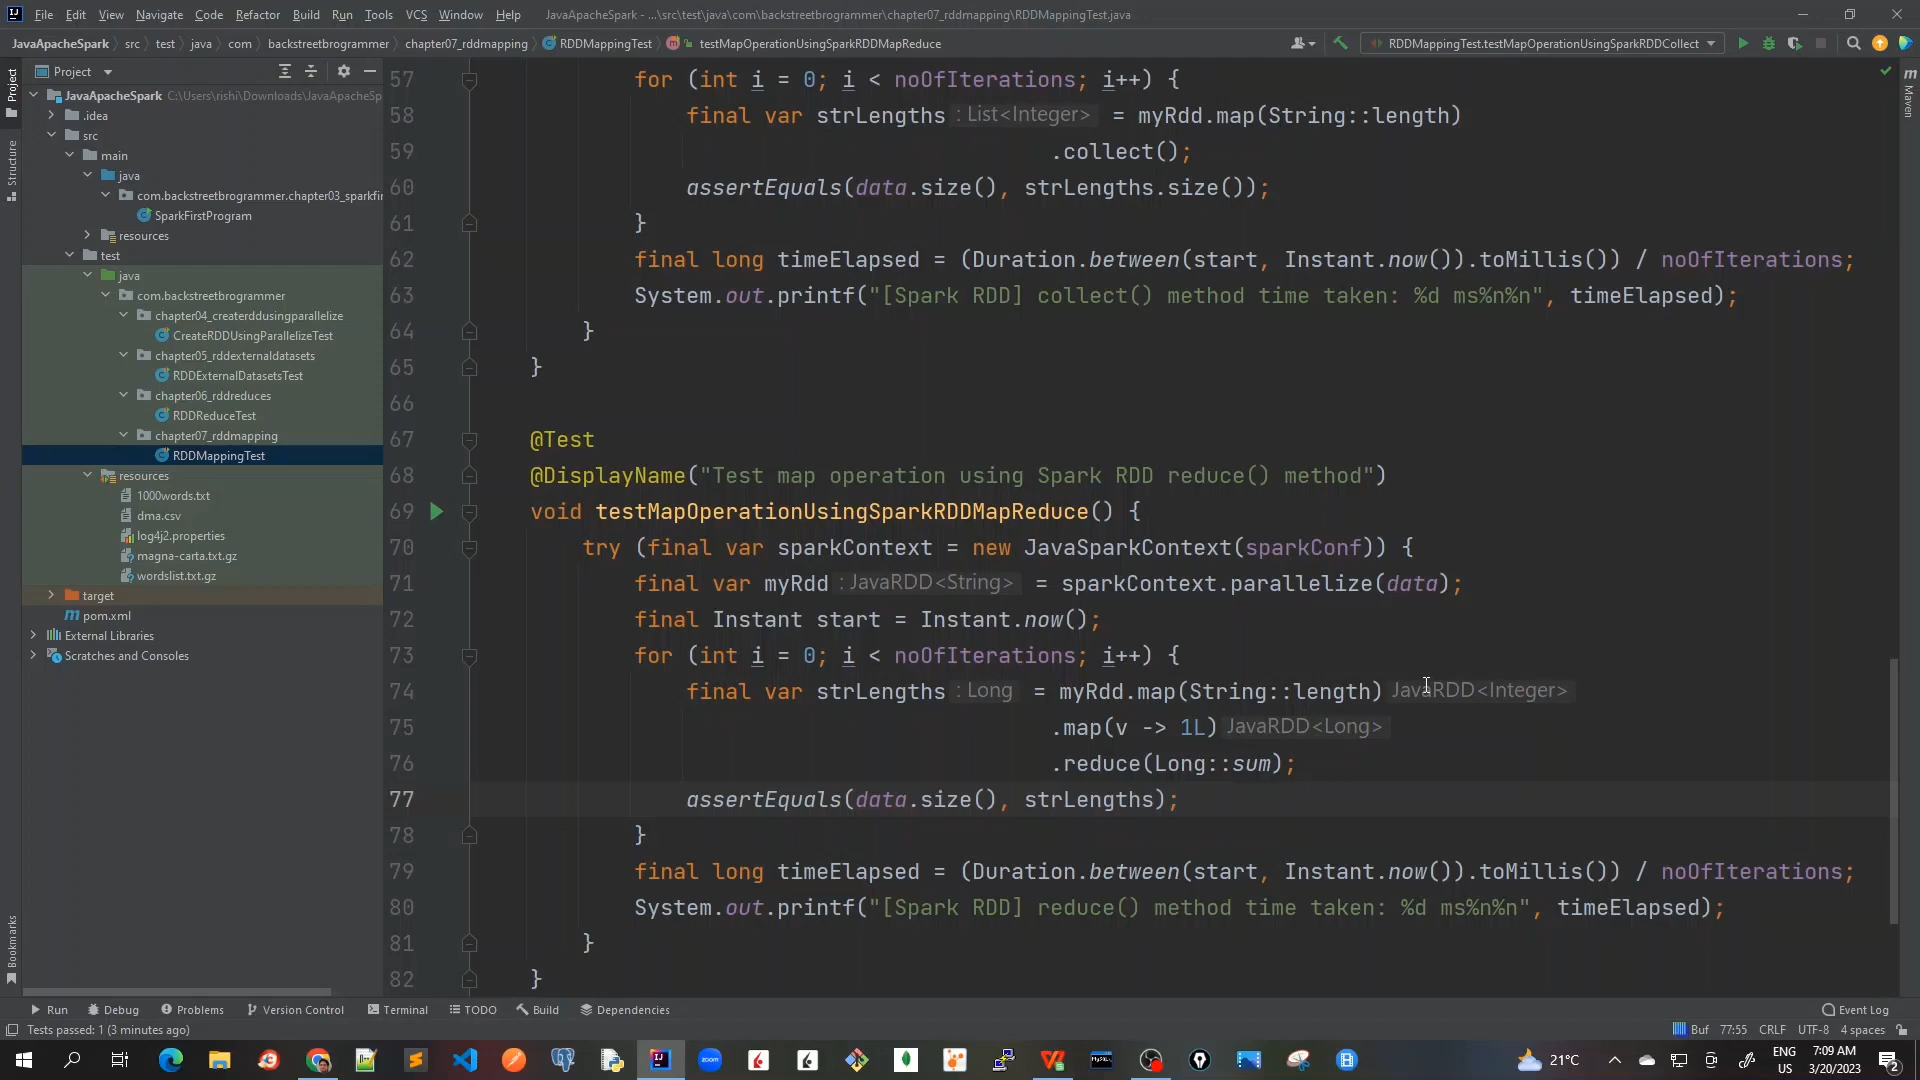 File Edit View Navigate Code Refactor Build Run Tools VCS Window Help JavaApacheSpark - ...\src\test\java\com\backstreetbrogrammer\chapter07_rddmapping\RDDMappingTest.java
JavaApacheSpark src test java com backstreetbrogrammer chapter07_rddmapping RDDMappingTest testMapOperationUsingSparkRDDMapReduce RDDMappingTest.testMapOperationUsingSparkRDDCollect
Project
Structure
Bookmarks
Maven
Project
JavaApacheSpark C:\Users\rishi\Downloads\JavaApacheSp
.idea
src
main
java
com.backstreetbrogrammer.chapter03_sparkfir
SparkFirstProgram
resources
test
java
com.backstreetbrogrammer
chapter04_createrddusingparallelize
CreateRDDUsingParallelizeTest
chapter05_rddexternaldatasets
RDDExternalDatasetsTest
chapter06_rddreduces
RDDReduceTest
chapter07_rddmapping
RDDMappingTest
resources
1000words.txt
dma.csv
log4j2.properties
magna-carta.txt.gz
wordslist.txt.gz
target
pom.xml
External Libraries
Scratches and Consoles
57 for (int i = 0; i < noOfIterations; i++) {
58 final var strLengths : List<Integer> = myRdd.map(String::length)
59 .collect();
60 assertEquals(data.size(), strLengths.size());
61 }
62 final long timeElapsed = (Duration.between(start, Instant.now()).toMillis()) / noOfIterations;
63 System.out.printf("[Spark RDD] collect() method time taken: %d ms%n%n", timeElapsed);
64 }
65 }
66
67 @Test
68 @DisplayName("Test map operation using Spark RDD reduce() method")
69 void testMapOperationUsingSparkRDDMapReduce() {
70 try (final var sparkContext = new JavaSparkContext(sparkConf)) {
71 final var myRdd : JavaRDD<String> = sparkContext.parallelize(data);
72 final Instant start = Instant.now();
73 for (int i = 0; i < noOfIterations; i++) {
74 final var strLengths : Long = myRdd.map(String::length) JavaRDD<Integer>
75 .map(v -> 1L) JavaRDD<Long>
76 .reduce(Long::sum);
77 assertEquals(data.size(), strLengths);
78 }
79 final long timeElapsed = (Duration.between(start, Instant.now()).toMillis()) / noOfIterations;
80 System.out.printf("[Spark RDD] reduce() method time taken: %d ms%n%n", timeElapsed);
81 }
82 }
Run Debug Problems Version Control Terminal TODO Build Dependencies Event Log
Tests passed: 1 (3 minutes ago) Buf 77:55 CRLF UTF-8 4 spaces
zoom 21°C ENG 7:09 AM
US 3/20/2023 2